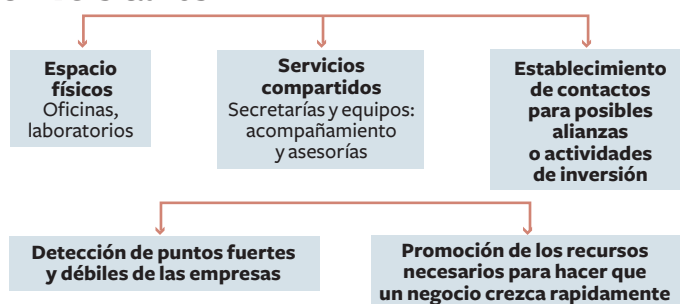 Espacio
físicos
Oficinas,
laboratorios
Servicios
compartidos
Secretarías y equipos:
acompañamiento
y asesorías
Establecimiento
de contactos
para posibles
alianzas
o actividades
de inversión
Detección de puntos fuertes
y débiles de las empresas
Promoción de los recursos
necesarios para hacer que
un negocio crezca rapidamente